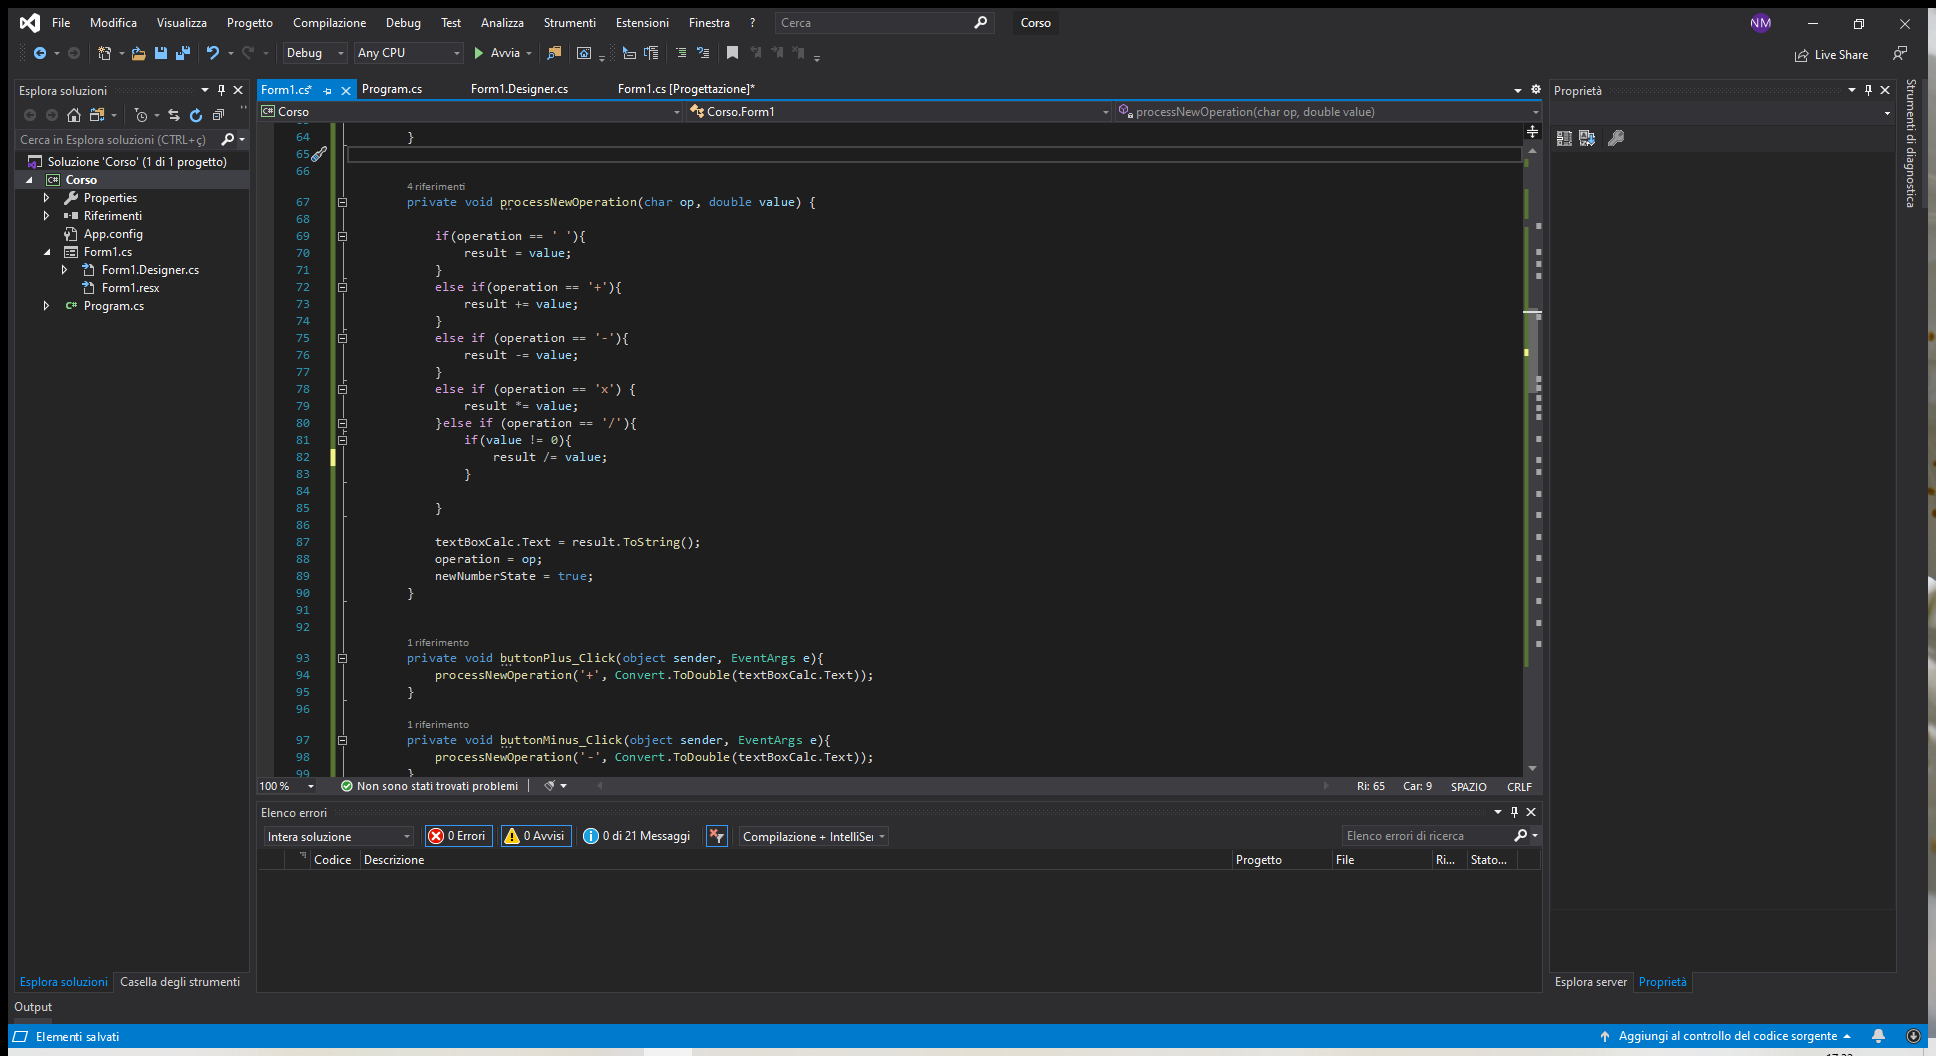 File Modifica Visualizza Progetto Compilazione Debug Test Analizza Strumenti Estensioni Finestra ? Cerca Corso NM
Debug Any CPU Avvia Live Share
Esplora soluzioni
Cerca in Esplora soluzioni (CTRL+ç)
Soluzione 'Corso' (1 di 1 progetto)
C# Corso
Properties
Riferimenti
App.config
Form1.cs
Form1.Designer.cs
Form1.resx
C# Program.cs
Esplora soluzioni Casella degli strumenti
Form1.cs* Program.cs Form1.Designer.cs Form1.cs [Progettazione]*
C# Corso Corso.Form1 processNewOperation(char op, double value)
64 }
65
66
4 riferimenti
67 private void processNewOperation(char op, double value) {
68
69 if(operation == ' '){
70 result = value;
71 }
72 else if(operation == '+'){
73 result += value;
74 }
75 else if (operation == '-'){
76 result -= value;
77 }
78 else if (operation == 'x') {
79 result *= value;
80 }else if (operation == '/'){
81 if(value != 0){
82 result /= value;
83 }
84
85 }
86
87 textBoxCalc.Text = result.ToString();
88 operation = op;
89 newNumberState = true;
90 }
91
92
1 riferimento
93 private void buttonPlus_Click(object sender, EventArgs e){
94 processNewOperation('+', Convert.ToDouble(textBoxCalc.Text));
95 }
96
1 riferimento
97 private void buttonMinus_Click(object sender, EventArgs e){
98 processNewOperation('-', Convert.ToDouble(textBoxCalc.Text));
99 }
100 % Non sono stati trovati problemi Ri: 65 Car: 9 SPAZIO CRLF
Elenco errori
Intera soluzione 0 Errori 0 Avvisi 0 di 21 Messaggi Compilazione + IntelliSe Elenco errori di ricerca
Codice Descrizione Progetto File Ri... Stato...
Proprietà
Esplora server Proprietà
Strumenti di diagnostica
Output
Elementi salvati Aggiungi al controllo del codice sorgente